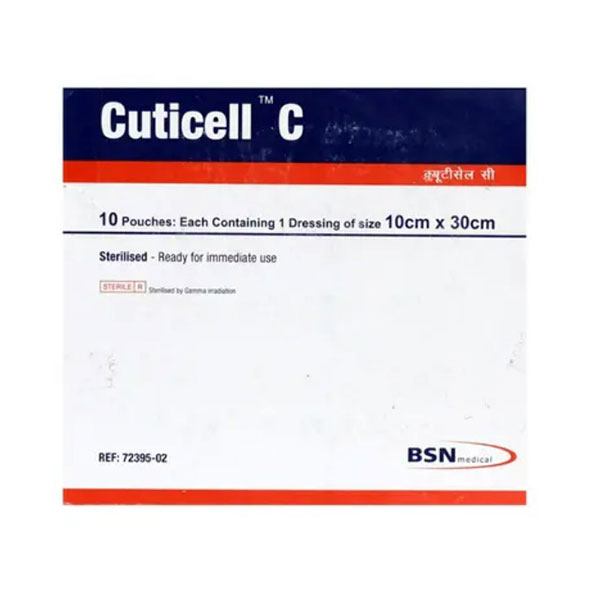 Cuticell™ C
क्यूटीसेल सी
10 Pouches: Each Containing 1 Dressing of size 10cm x 30cm
Sterilised - Ready for immediate use
STERILE R Sterilised by Gamma irradiation
REF: 72395-02
BSN medical